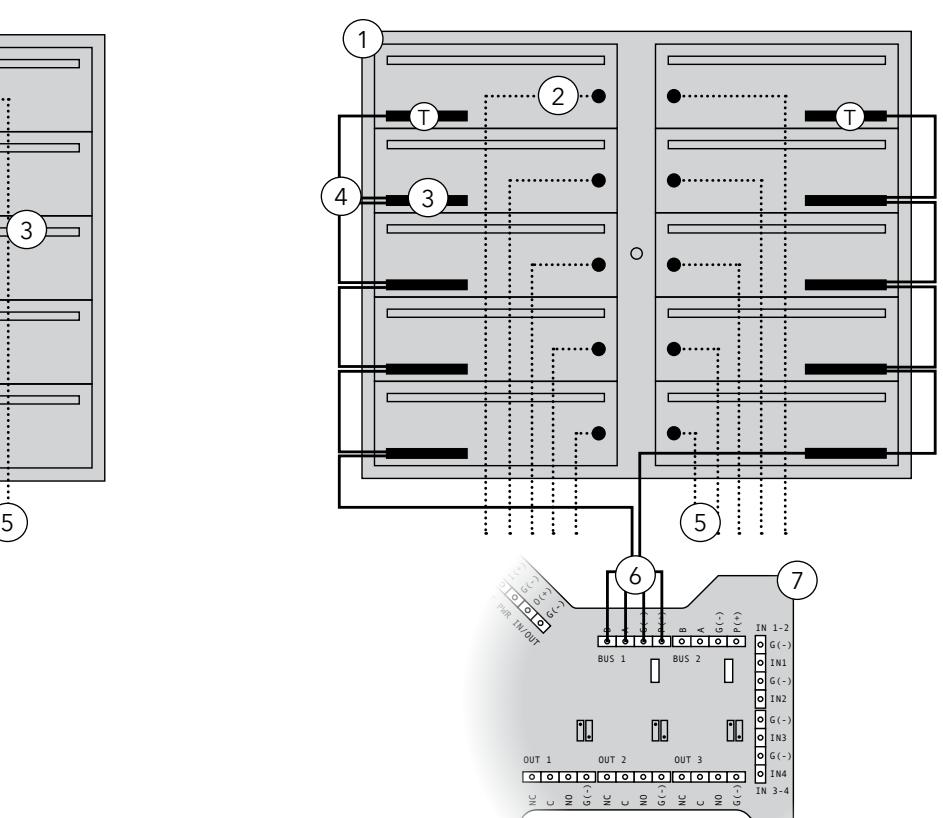 1
2
T
T
3
4
3
5
5
6
7
G(-)
O(+)
G(-)
PWR IN/OUT
B
A
G(-)
P(+)
B
A
G(-)
P(+)
BUS 1
BUS 2
IN 1-2
G(-)
IN1
G(-)
IN2
G(-)
IN3
G(-)
IN4
IN 3-4
OUT 1
OUT 2
OUT 3
NC
C
NO
G(-)
NC
C
NO
G(-)
NC
C
NO
G(-)